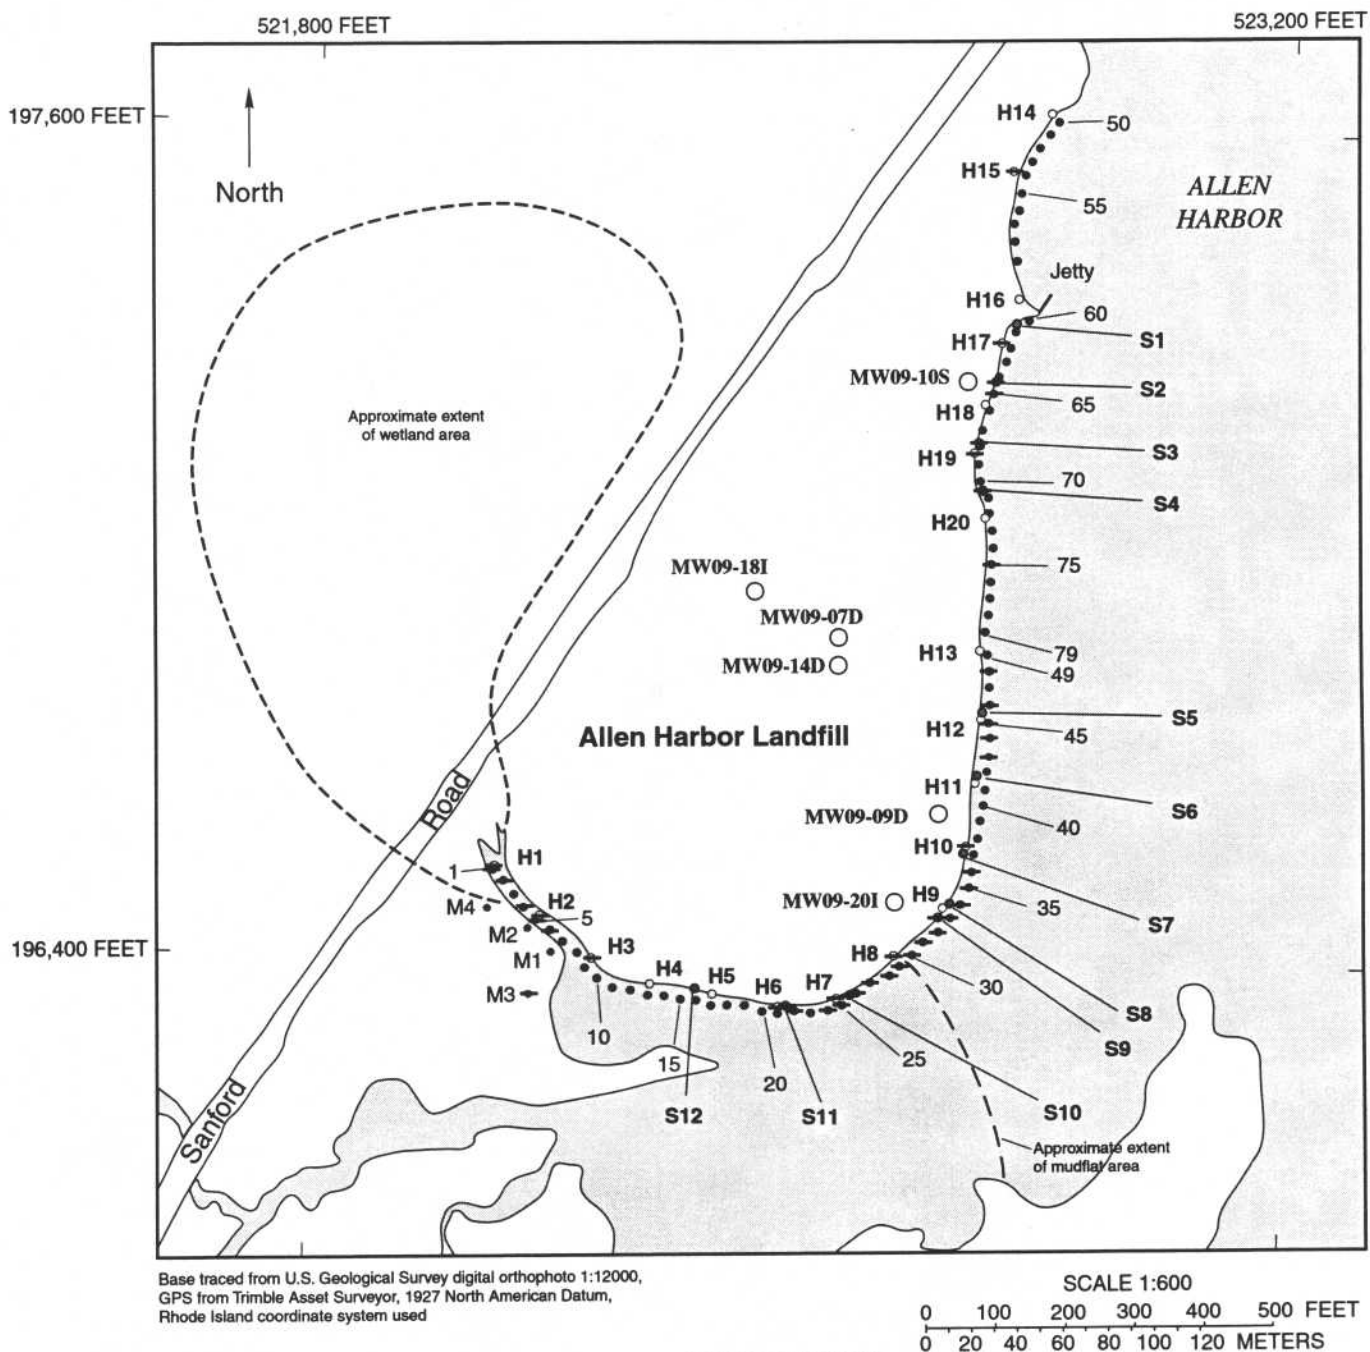 521,800 FEET
523,200 FEET
197,600 FEET
North
H14
50
H15
ALLEN
HARBOR
55
Jetty
H16
60
S1
H17
MW09-10S
S2
65
H18
S3
H19
70
S4
H20
Approximate extent
of wetland area
MW09-18I
75
MW09-07D
MW09-14D
H13
79
49
S5
Allen Harbor Landfill
H12
45
H11
S6
Road
MW09-09D
40
H10
H1
1
MW09-20I
H9
35
S7
M4
H2
5
M2
196,400 FEET
H3
M1
H8
H4
H5
H6
H7
M3
30
S8
10
25
S9
15
20
S12
S11
S10
Sanford
Approximate extent
of mudflat area
Base traced from U.S. Geological Survey digital orthophoto 1:12000,
GPS from Trimble Asset Surveyor, 1927 North American Datum,
Rhode Island coordinate system used
SCALE 1:600
0 100 200 300 400 500 FEET
0 20 40 60 80 100 120 METERS